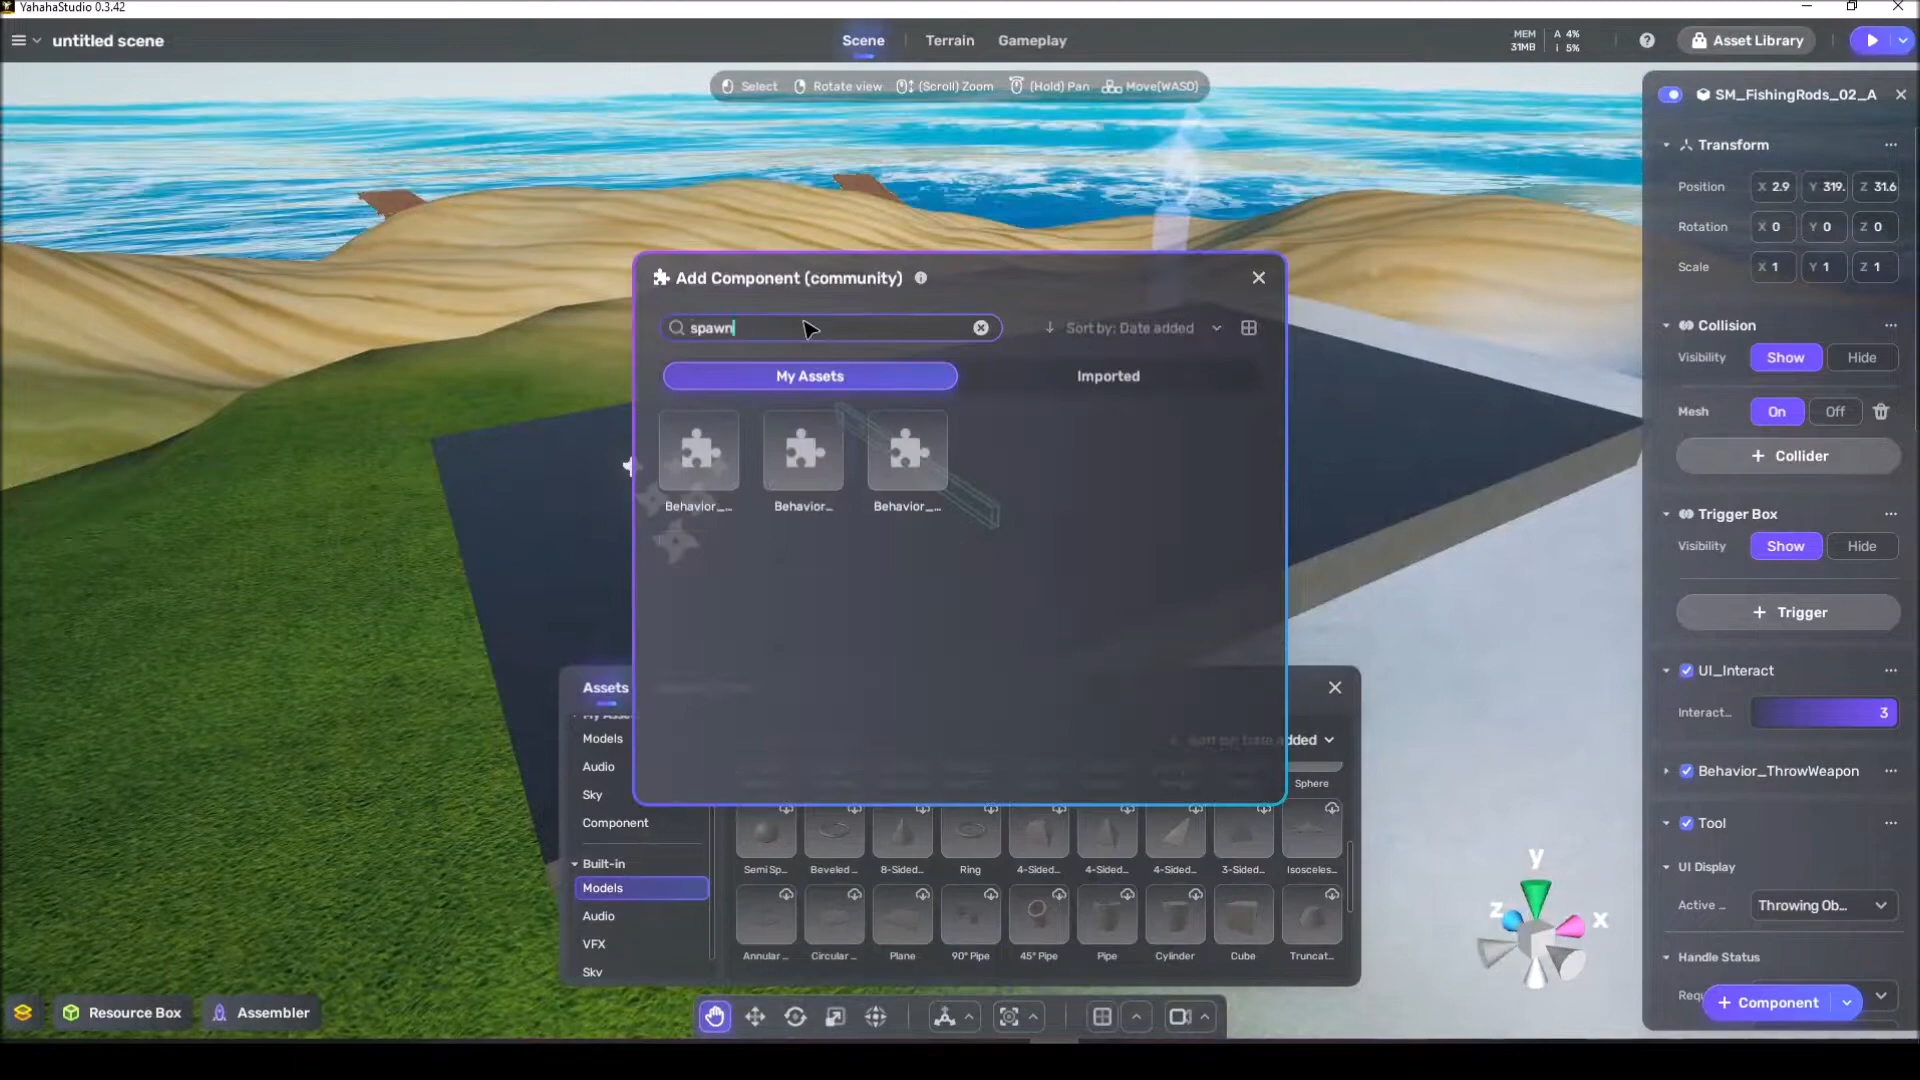 YahahaStudio 0.3.42
untitled scene
Scene
Terrain
Gameplay
MEM
31MB
A 4%
i 5%
Asset Library
Select
Rotate view
(Scroll) Zoom
(Hold) Pan
Move(WASD)
SM_FishingRods_02_A
Transform
Position X 2.9 Y 319. Z 31.6
Rotation X 0 Y 0 Z 0
Scale X 1 Y 1 Z 1
Collision
Visibility Show Hide
Mesh On Off
+ Collider
Trigger Box
Visibility Show Hide
+ Trigger
UI_Interact
Interact... 3
Behavior_ThrowWeapon
Tool
UI Display
Active _ Throwing Ob...
Handle Status
+ Component
Add Component (community)
spawn
Sort by: Date added
My Assets
Imported
Behavior_...
Behavior_
Behavior_...
Assets
Models
Audio
Sky
Component
Built-in
Models
Audio
VFX
Sky
Sphere
Semi Sp...
Beveled ...
8-Sided...
Ring
4-Sided...
4-Sided...
4-Sided...
3-Sided...
Isosceles...
Annular ...
Circular ...
Plane
90° Pipe
45° Pipe
Pipe
Cylinder
Cube
Truncat...
y
z
x
Resource Box
Assembler